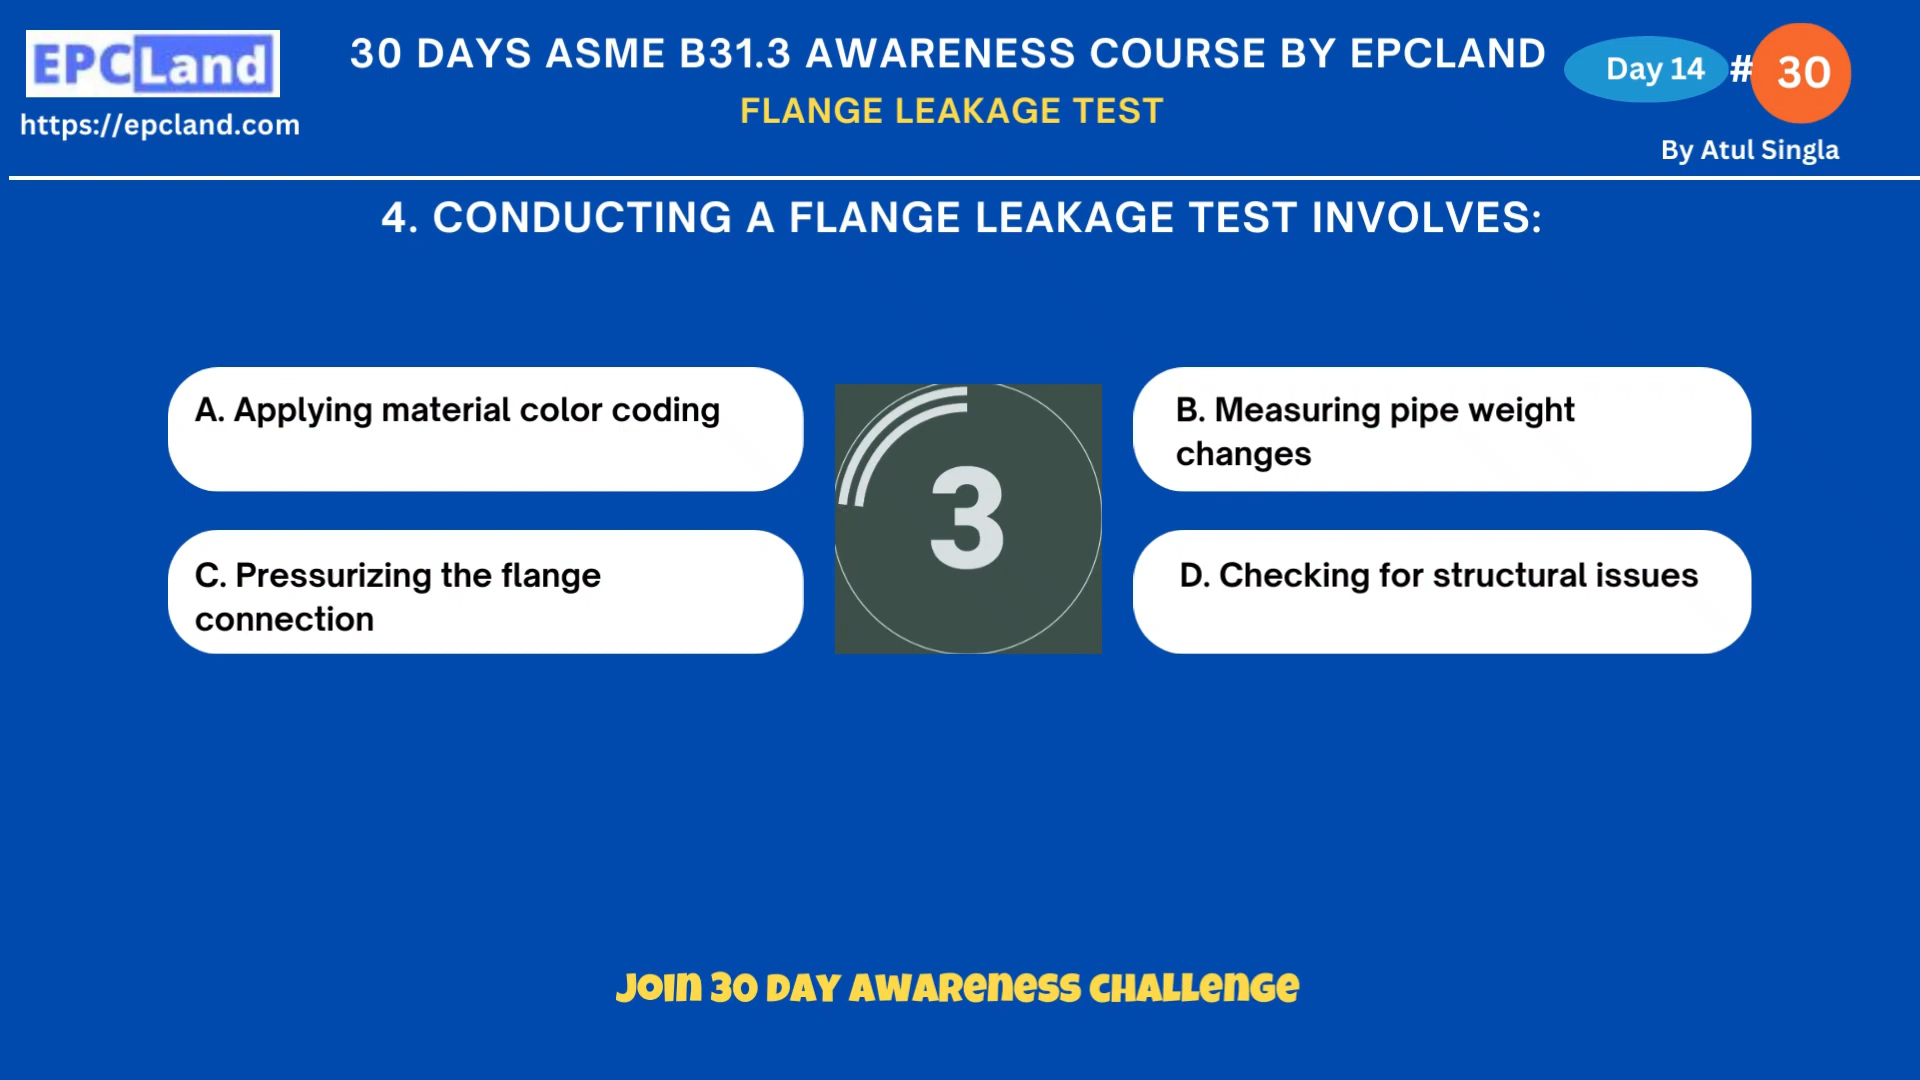 EPCLand
https://epcland.com
30 DAYS ASME B31.3 AWARENESS COURSE BY EPCLAND
FLANGE LEAKAGE TEST
Day 14 # 30
By Atul Singla
4. CONDUCTING A FLANGE LEAKAGE TEST INVOLVES:
A. Applying material color coding
B. Measuring pipe weight
changes
3
C. Pressurizing the flange
connection
D. Checking for structural issues
Join 30 Day Awareness Challenge